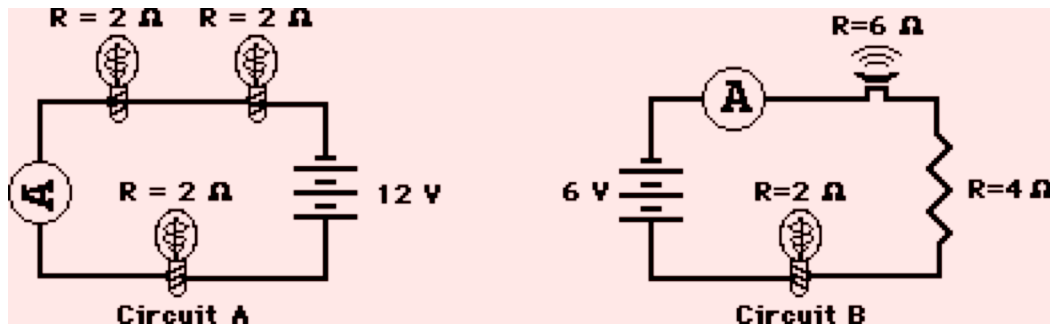 R = 2 Ω R = 2 Ω
A
R = 2 Ω
12 V
Circuit A
R=6 Ω
A
6 V
R=2 Ω
R=4 Ω
Circuit B